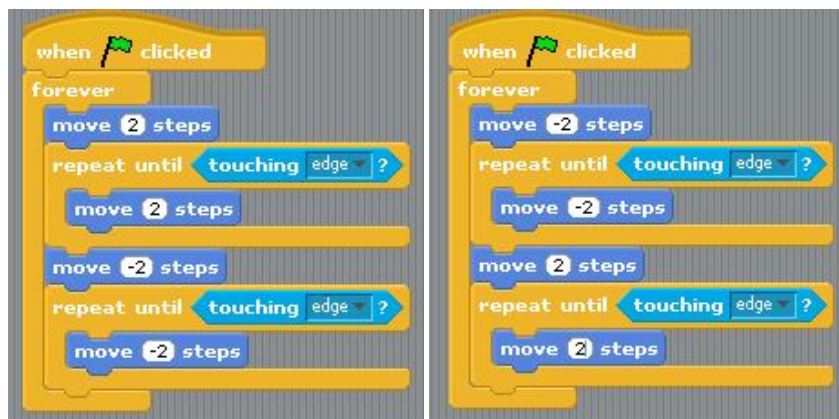 when clicked
forever
move 2 steps
repeat until touching edge ?
move 2 steps
move -2 steps
repeat until touching edge ?
move -2 steps
when clicked
forever
move -2 steps
repeat until touching edge ?
move -2 steps
move 2 steps
repeat until touching edge ?
move 2 steps